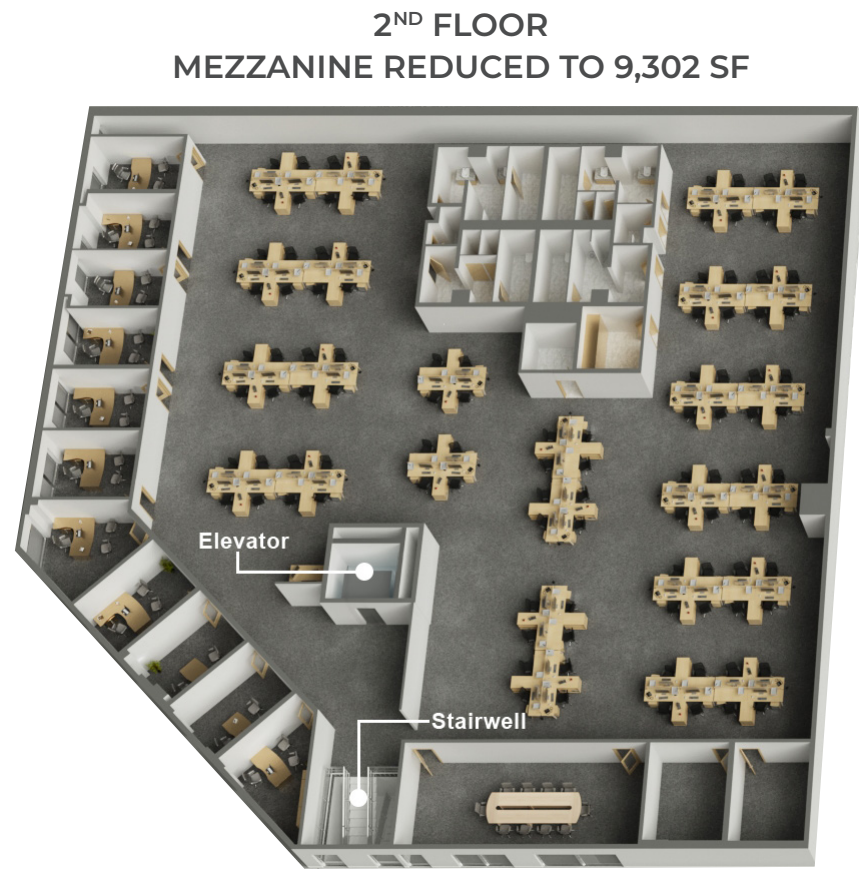 2ND FLOOR
MEZZANINE REDUCED TO 9,302 SF
Elevator
Stairwell